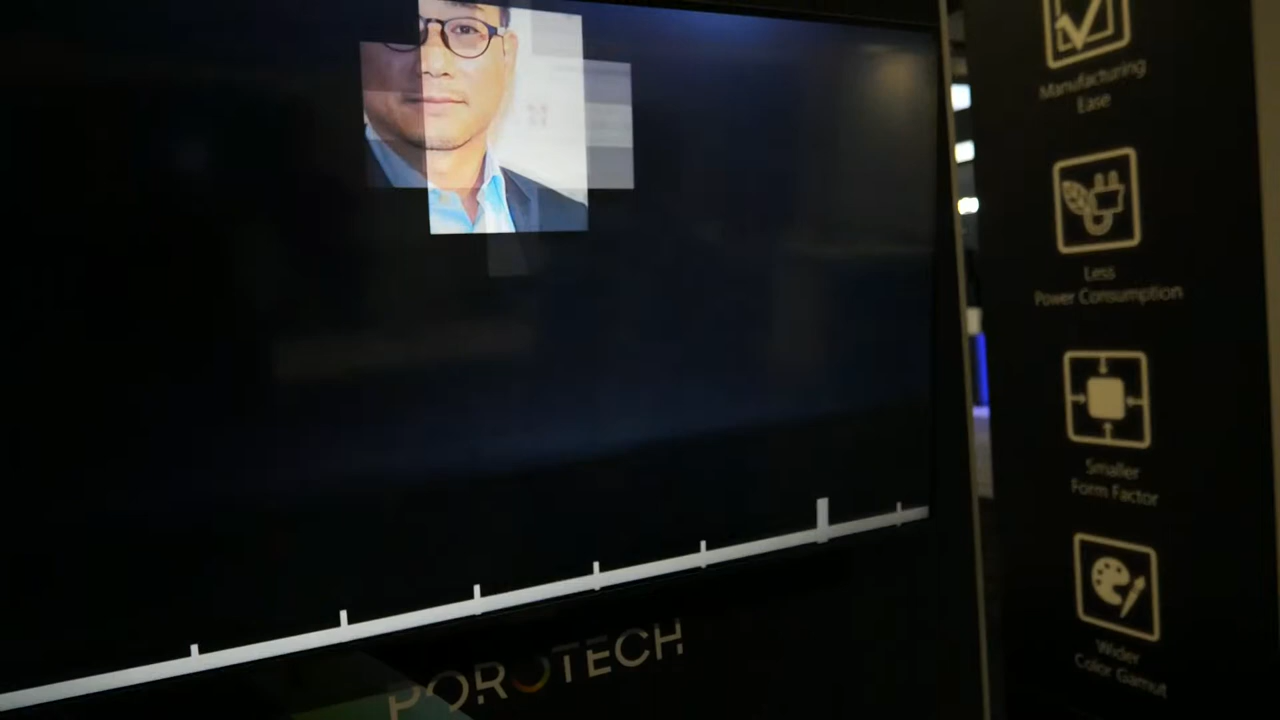 Manufacturing
Ease
Less
Power Consumption
Smaller
Form Factor
Wider
Color Gamut
POROTECH